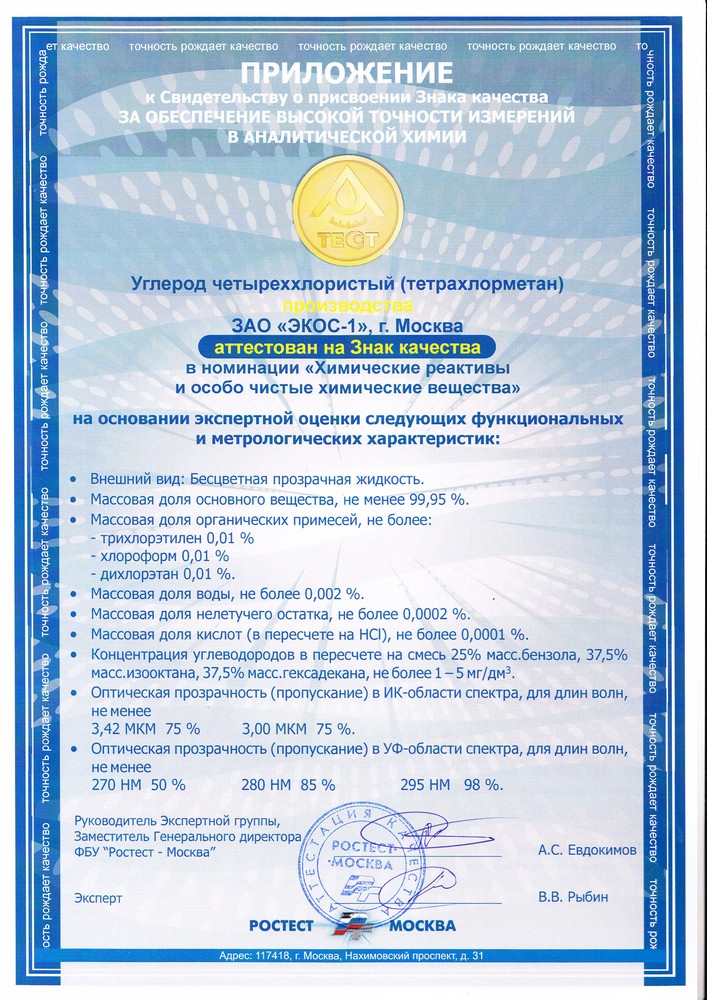 ет качество точность рождает качество точность рождает качество точность рождает качество то
ПРИЛОЖЕНИЕ
к Свидетельству о присвоении Знака качества
ЗА ОБЕСПЕЧЕНИЕ ВЫСОКОЙ ТОЧНОСТИ ИЗМЕРЕНИЙ
В АНАЛИТИЧЕСКОЙ ХИМИИ
ТЕСТ
Углерод четыреххлористый (тетрахлорметан)
производства
ЗАО «ЭКОС-1», г. Москва
аттестован на Знак качества
в номинации «Химические реактивы
и особо чистые химические вещества»
на основании экспертной оценки следующих функциональных
и метрологических характеристик:
• Внешний вид: Бесцветная прозрачная жидкость.
• Массовая доля основного вещества, не менее 99,95 %.
• Массовая доля органических примесей, не более:
- трихлорэтилен 0,01 %
- хлороформ 0,01 %
- дихлорэтан 0,01 %.
• Массовая доля воды, не более 0,002 %.
• Массовая доля нелетучего остатка, не более 0,0002 %.
• Массовая доля кислот (в пересчете на HCl), не более 0,0001 %.
• Концентрация углеводородов в пересчете на смесь 25% масс.бензола, 37,5%
масс.изооктана, 37,5% масс.гексадекана, не более 1 – 5 мг/дм³.
• Оптическая прозрачность (пропускание) в ИК-области спектра, для длин волн,
не менее
3,42 МКМ 75 % 3,00 МКМ 75 %.
• Оптическая прозрачность (пропускание) в УФ-области спектра, для длин волн,
не менее
270 НМ 50 % 280 НМ 85 % 295 НМ 98 %.
Руководитель Экспертной группы,
Заместитель Генерального директора
ФБУ "Ростест - Москва"
А.С. Евдокимов
Эксперт
В.В. Рыбин
АТТЕСТАЦИЯ КАЧЕСТВА
РОСТЕСТ-
-МОСКВА
РОСТЕСТ МОСКВА
Адрес: 117418, г. Москва, Нахимовский проспект, д. 31
ость рождает качество точность рождает качество точность рождает качество точность рождает качество точность рождает качество точность рожда
чность рождает качество точность рождает качество точность рождает качество точность рождает качество точность рождает качество точность рож